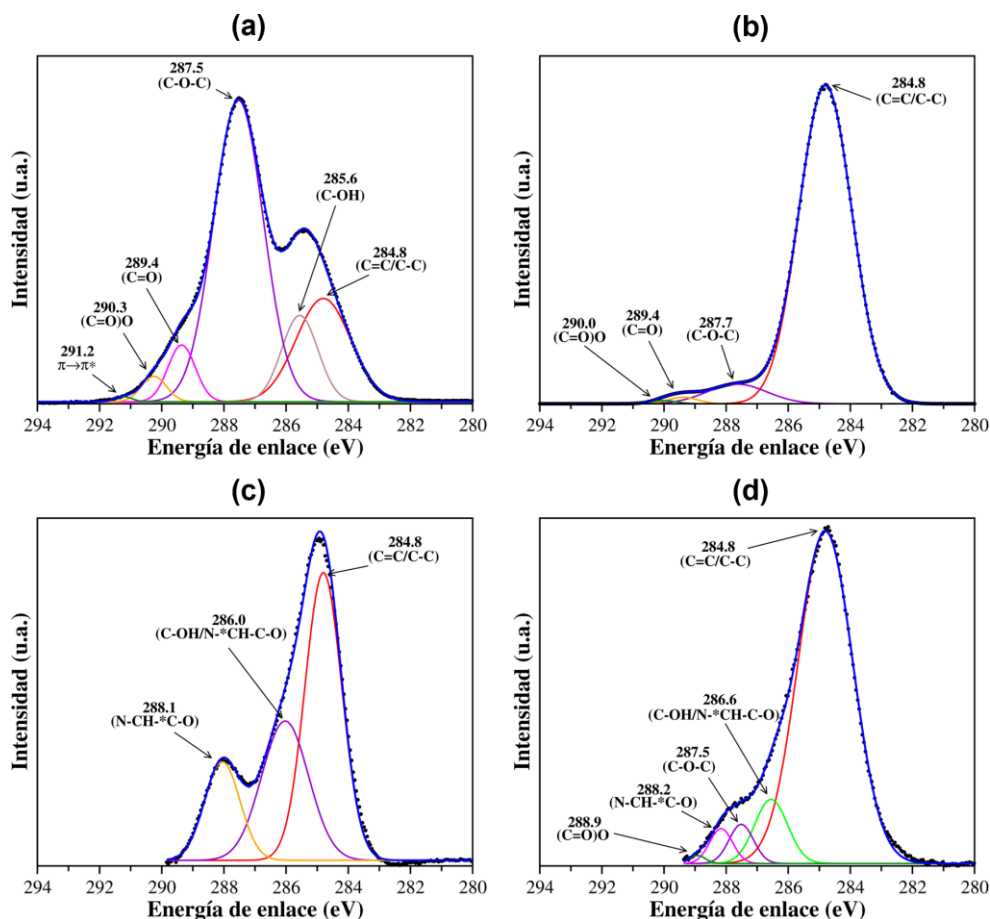 (a)
287.5
(C-O-C)
285.6
(C-OH)
284.8
(C=C/C-C)
289.4
(C=O)
290.3
(C=O)O
291.2
π→π*
Intensidad (u.a.)
294 292 290 288 286 284 282 280
Energía de enlace (eV)
(b)
284.8
(C=C/C-C)
290.0
(C=O)O
289.4
(C=O)
287.7
(C-O-C)
Intensidad (u.a.)
294 292 290 288 286 284 282 280
Energía de enlace (eV)
(c)
284.8
(C=C/C-C)
286.0
(C-OH/N-*CH-C-O)
288.1
(N-CH-*C-O)
Intensidad (u.a.)
294 292 290 288 286 284 282 280
Energía de enlace (eV)
(d)
284.8
(C=C/C-C)
286.6
(C-OH/N-*CH-C-O)
287.5
(C-O-C)
288.2
(N-CH-*C-O)
288.9
(C=O)O
Intensidad (u.a.)
294 292 290 288 286 284 282 280
Energía de enlace (eV)